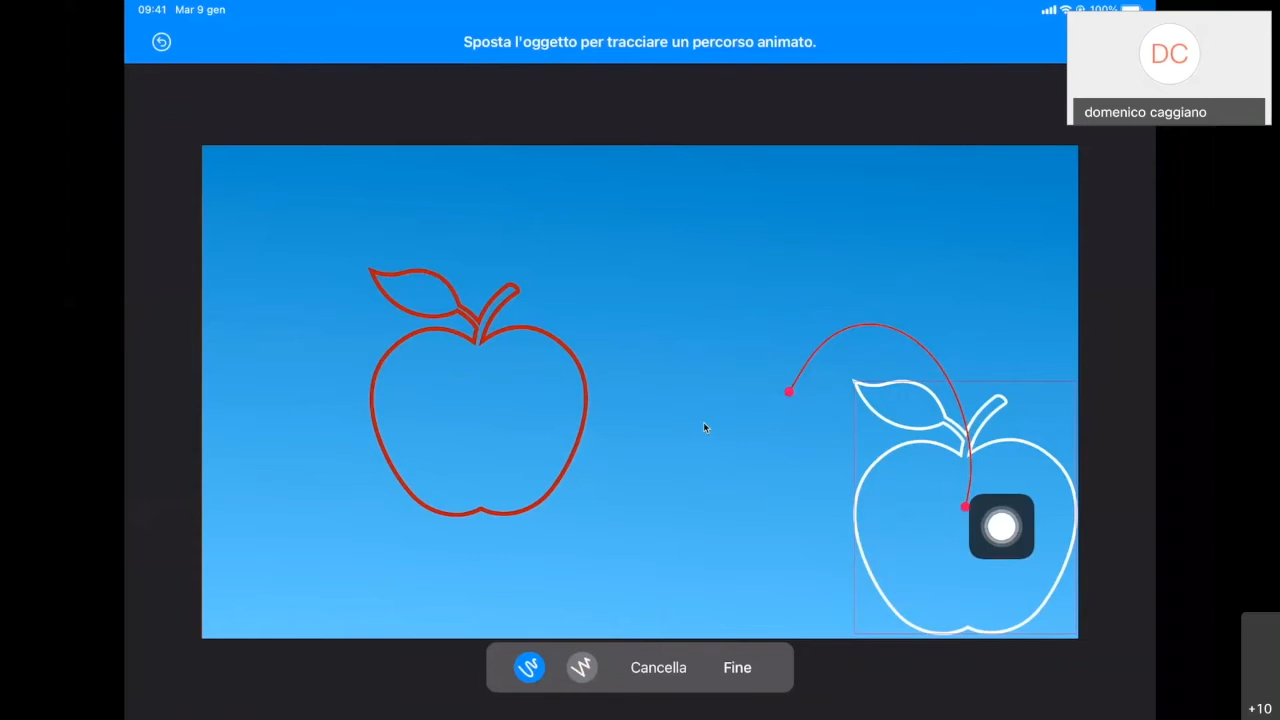 09:41 Mar 9 gen
100%
Sposta l'oggetto per tracciare un percorso animato.
DC
domenico caggiano
Cancella
Fine
+10